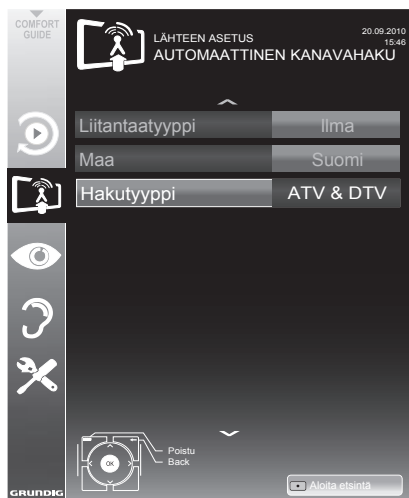 COMFORT
GUIDE
LÄHTEEN ASETUS
20.09.2010
15:46
AUTOMAATTINEN KANAVAHAKU
Liitantaatyyppi
Ilma
Maa
Suomi
Hakutyyppi
ATV & DTV
OK
Poistu
Back
Aloita etsintä
GRUNDIG